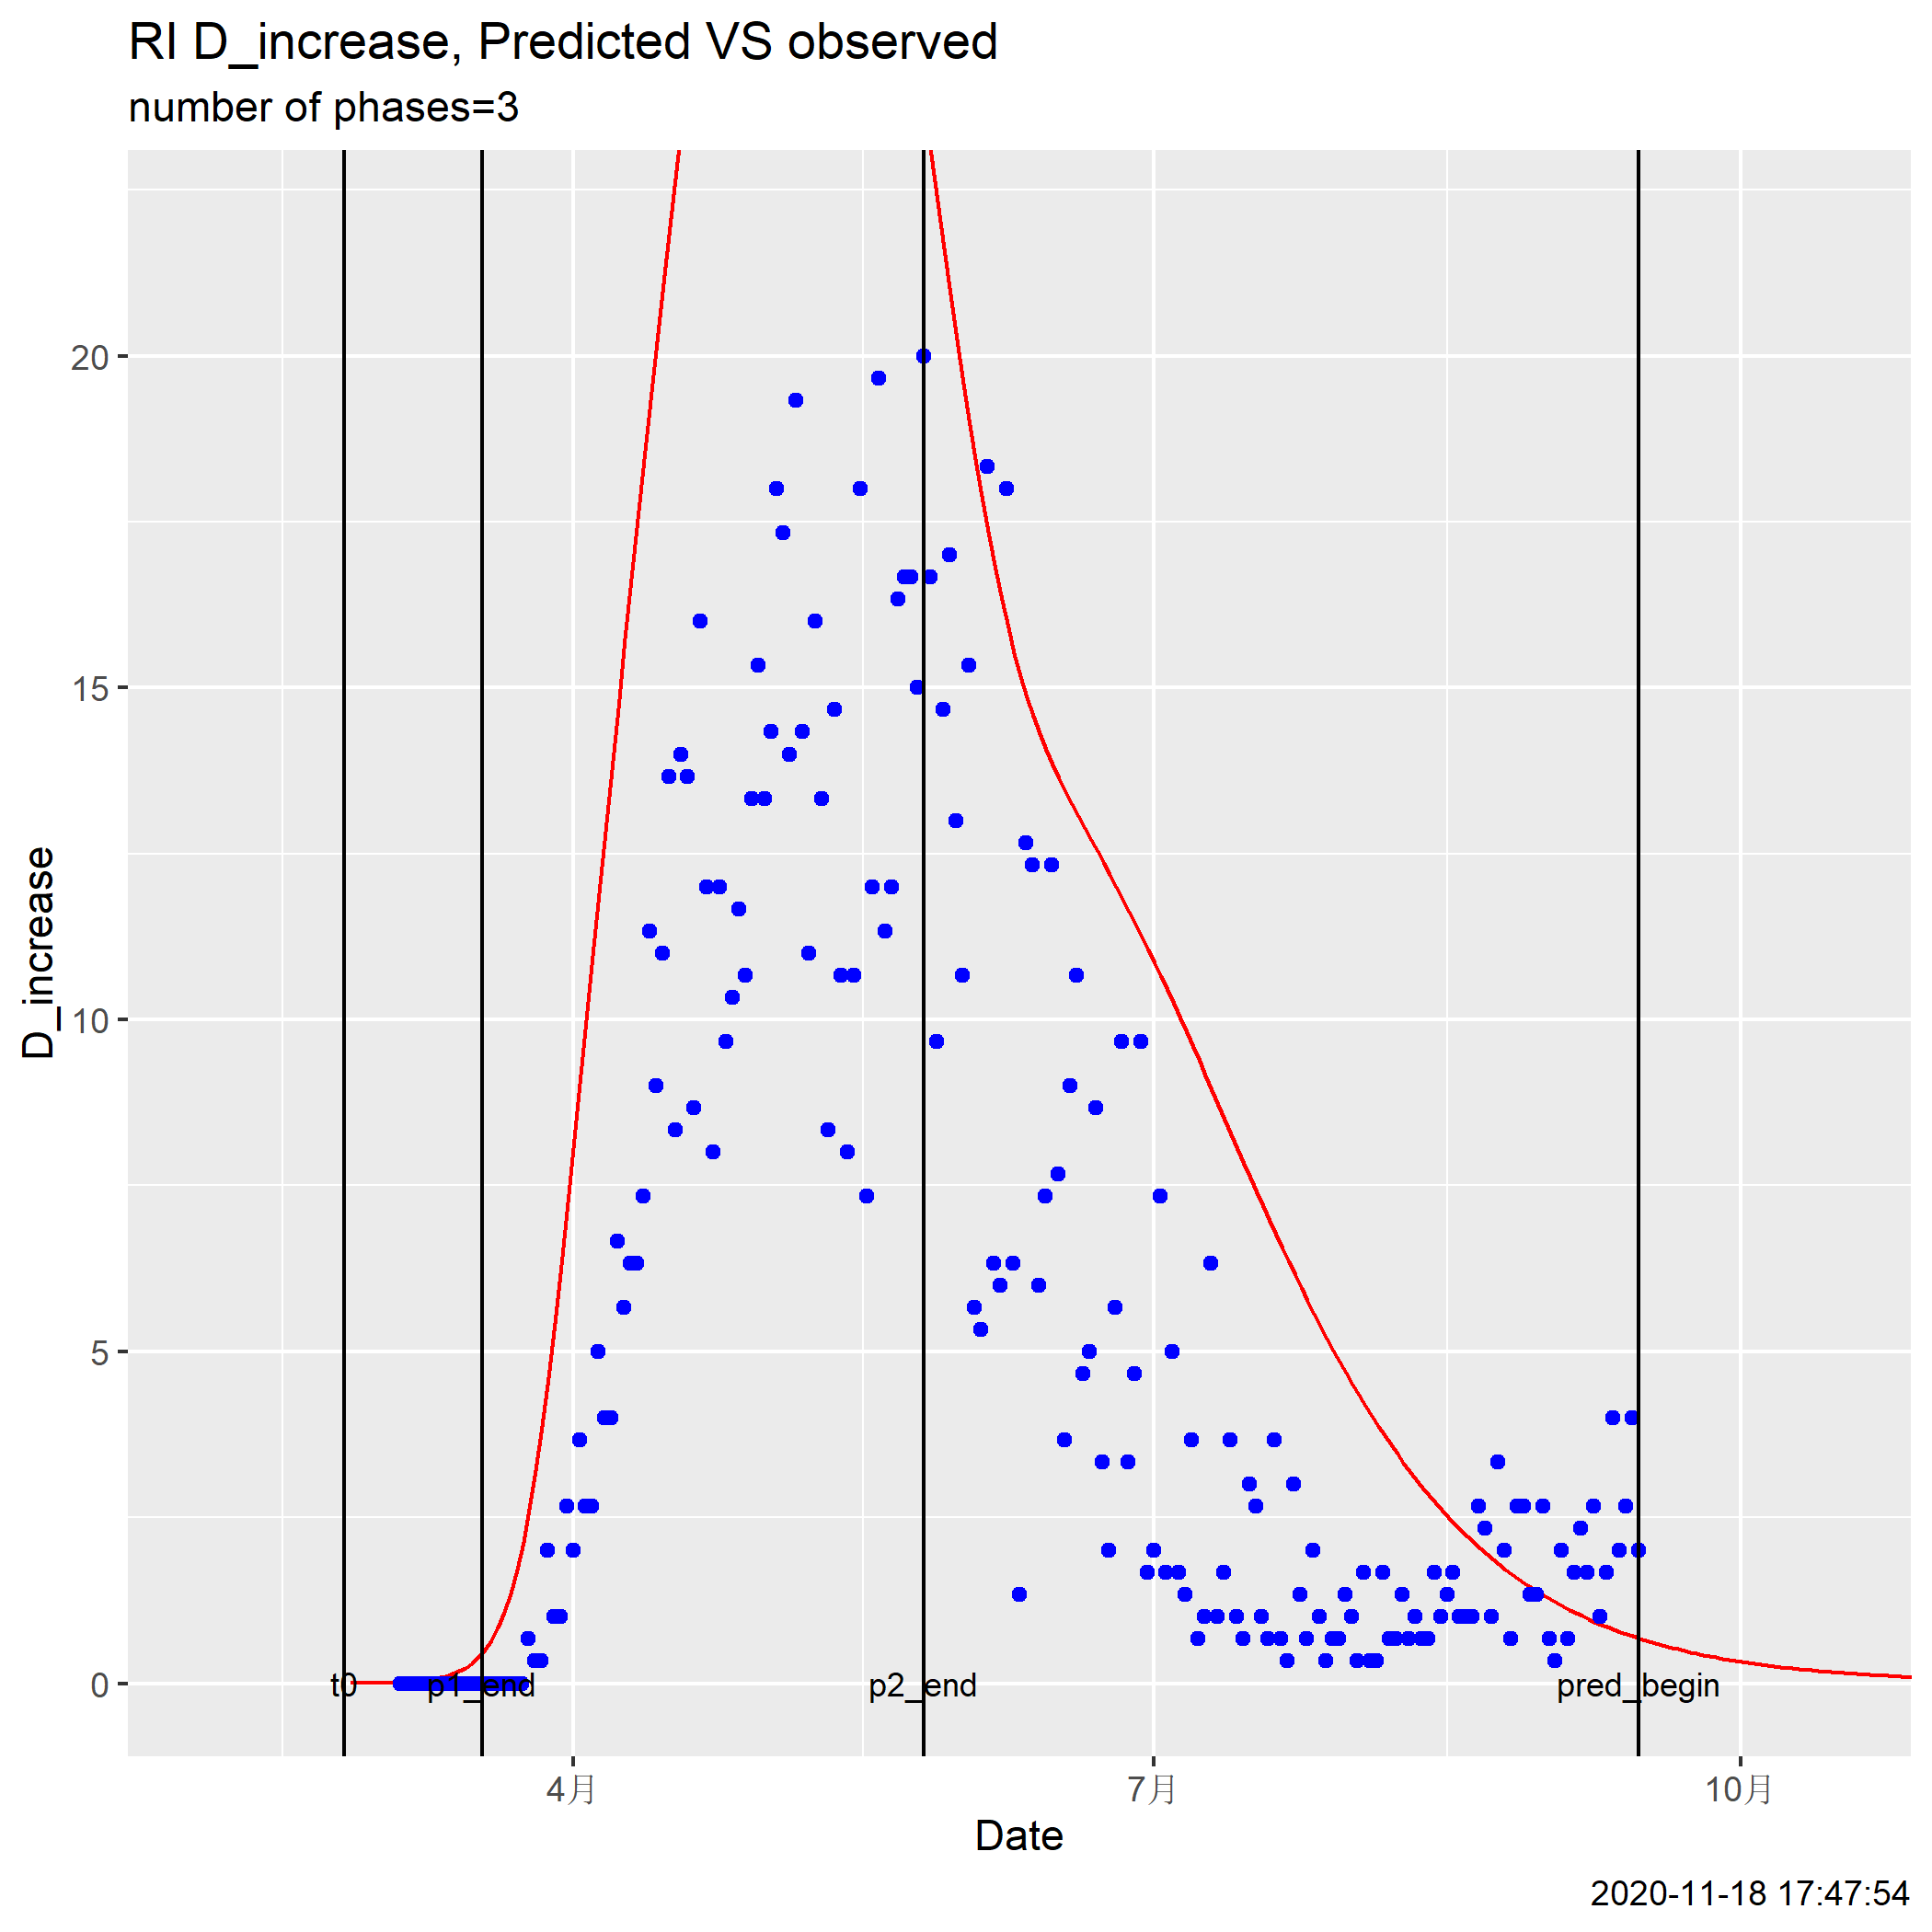 RI D_increase, Predicted VS observed
number of phases=3
D_increase
20
15
10
5
0
t0
p1_end
p2_end
pred_begin
4月
7月
10月
Date
2020-11-18 17:47:54